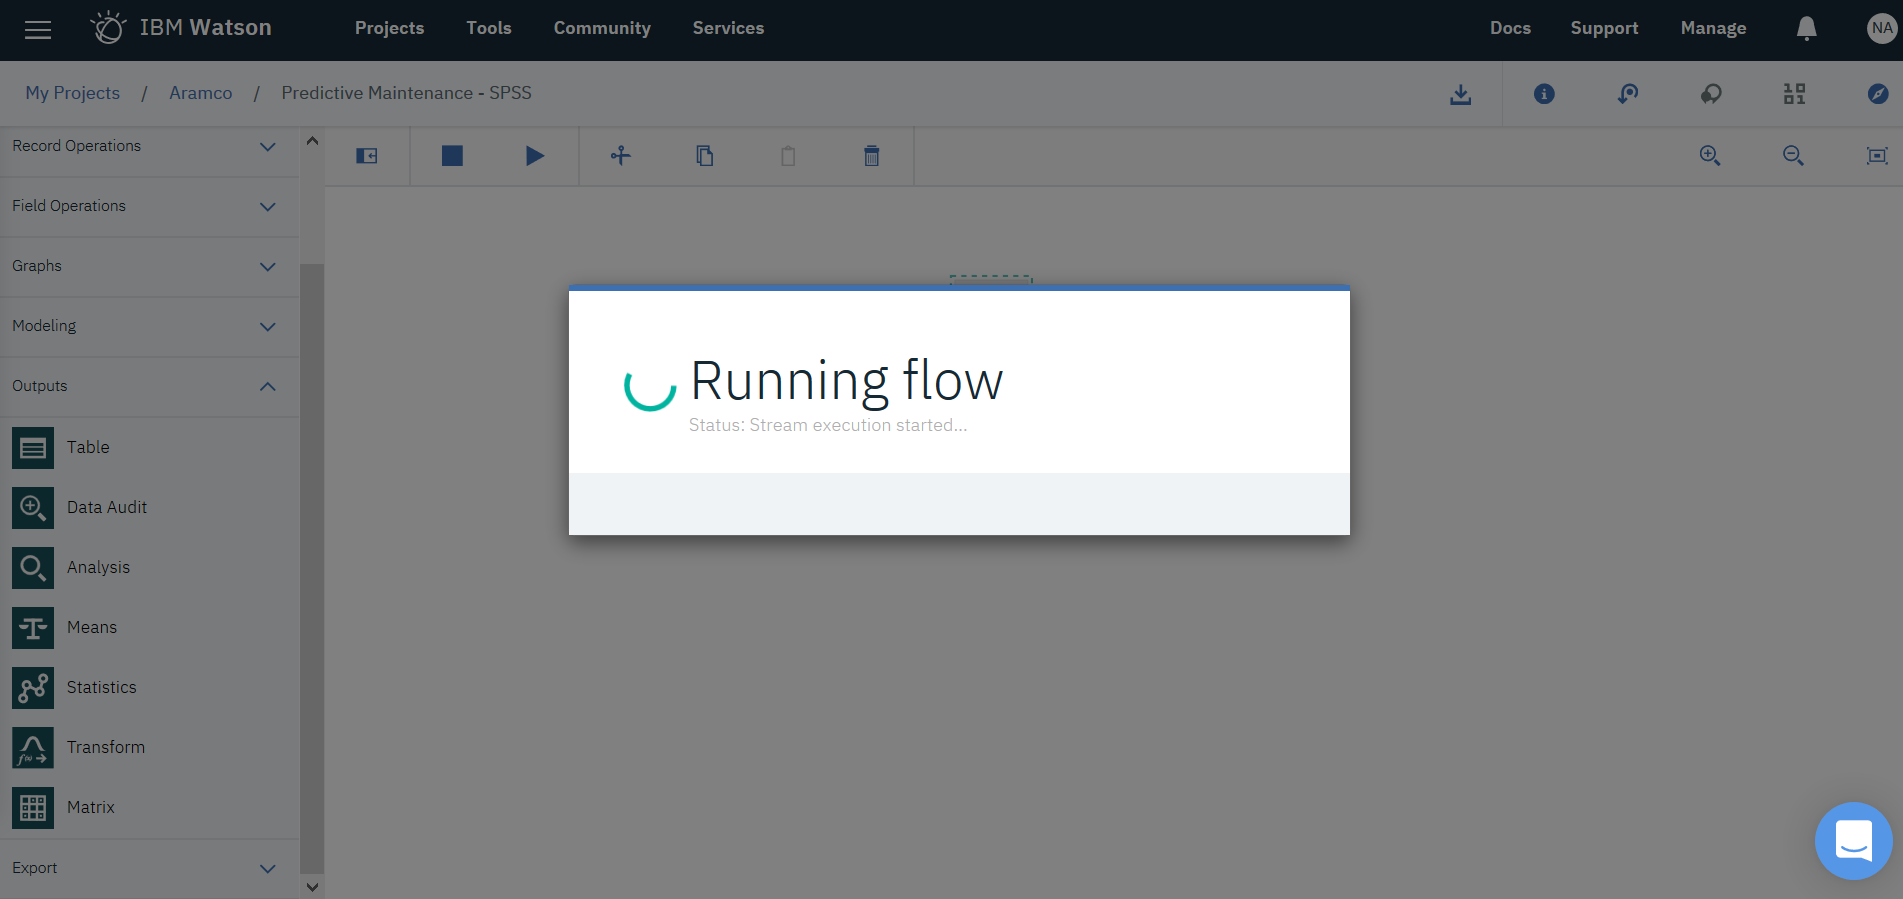 IBM Watson
Projects
Tools
Community
Services
Docs
Support
Manage
NA
My Projects / Aramco / Predictive Maintenance - SPSS
Record Operations
Field Operations
Graphs
Modeling
Outputs
Table
Data Audit
Analysis
Means
Statistics
Transform
Matrix
Export
Running flow
Status: Stream execution started...